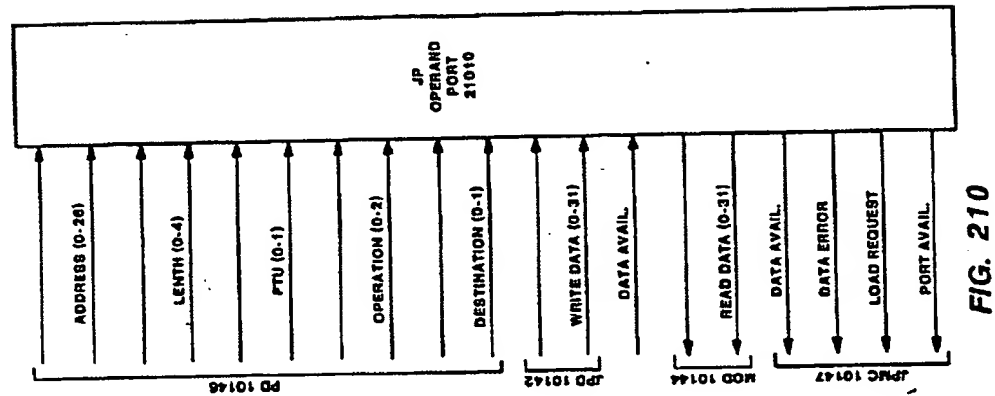 JP
OPERAND
PORT
21010
ADDRESS (0-26)
LENTH (0-4)
PTU (0-1)
OPERATION (0-2)
DESTINATION (0-1)
WRITE DATA (0-31)
DATA AVAIL.
READ DATA (0-31)
DATA AVAIL.
DATA ERROR
LOAD REQUEST
PORT AVAIL.
PD 10146
JPD 10142
MOD 10144
JPMC 10147
FIG. 210